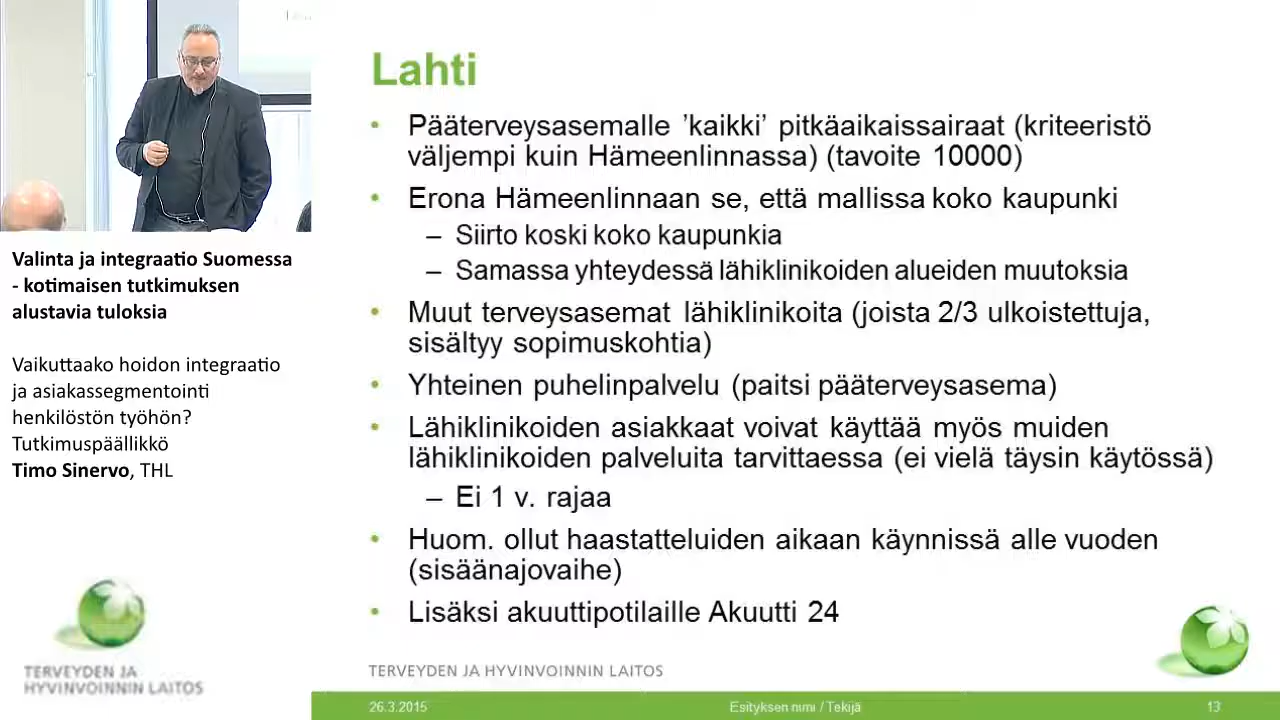 Valinta ja integraatio Suomessa
- kotimaisen tutkimuksen
alustavia tuloksia
Vaikuttaako hoidon integraatio
ja asiakassegmentointi
henkilöstön työhön?
Tutkimuspäällikkö
Timo Sinervo, THL
TERVEYDEN JA
HYVINVOINNIN LAITOS
Lahti
• Pääterveysasemalle ’kaikki’ pitkäaikaissairaat (kriteeristö
väljempi kuin Hämeenlinnassa) (tavoite 10000)
• Erona Hämeenlinnaan se, että mallissa koko kaupunki
– Siirto koski koko kaupunkia
– Samassa yhteydessä lähiklinikoiden alueiden muutoksia
• Muut terveysasemat lähiklinikoita (joista 2/3 ulkoistettuja,
sisältyy sopimuskohtia)
• Yhteinen puhelinpalvelu (paitsi pääterveysasema)
• Lähiklinikoiden asiakkaat voivat käyttää myös muiden
lähiklinikoiden palveluita tarvittaessa (ei vielä täysin käytössä)
– Ei 1 v. rajaa
• Huom. ollut haastatteluiden aikaan käynnissä alle vuoden
(sisäänajovaihe)
• Lisäksi akuuttipotilaille Akuutti 24
TERVEYDEN JA HYVINVOINNIN LAITOS
26.3.2015
Esityksen nimi / Tekijä
13